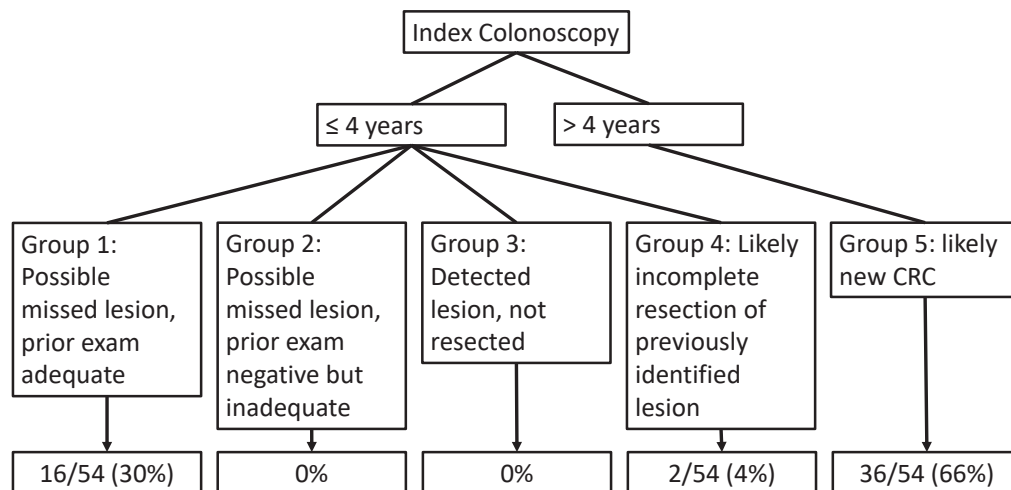 Index Colonoscopy
≤ 4 years
> 4 years
Group 1:
Possible
missed lesion,
prior exam
adequate
Group 2:
Possible
missed lesion,
prior exam
negative but
inadequate
Group 3:
Detected
lesion, not
resected
Group 4: Likely
incomplete
resection of
previously
identified
lesion
Group 5: likely
new CRC
16/54 (30%)
0%
0%
2/54 (4%)
36/54 (66%)